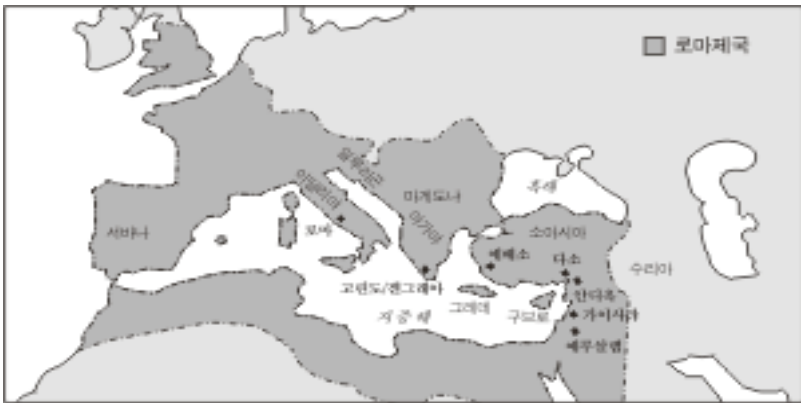 로마제국
일루리곤
이탈리아
마게도냐
흑해
서바나
로마
아가야
소아시아
에베소
다소
수리아
고린도/겐그레아
그레데
구브로
안디옥
가이사랴
지중해
예루살렘